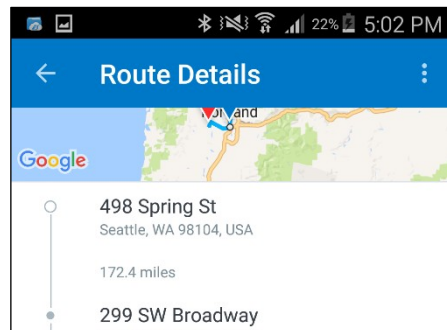 22% 5:02 PM
Route Details
Portland
Google
498 Spring St
Seattle, WA 98104, USA
172.4 miles
299 SW Broadway